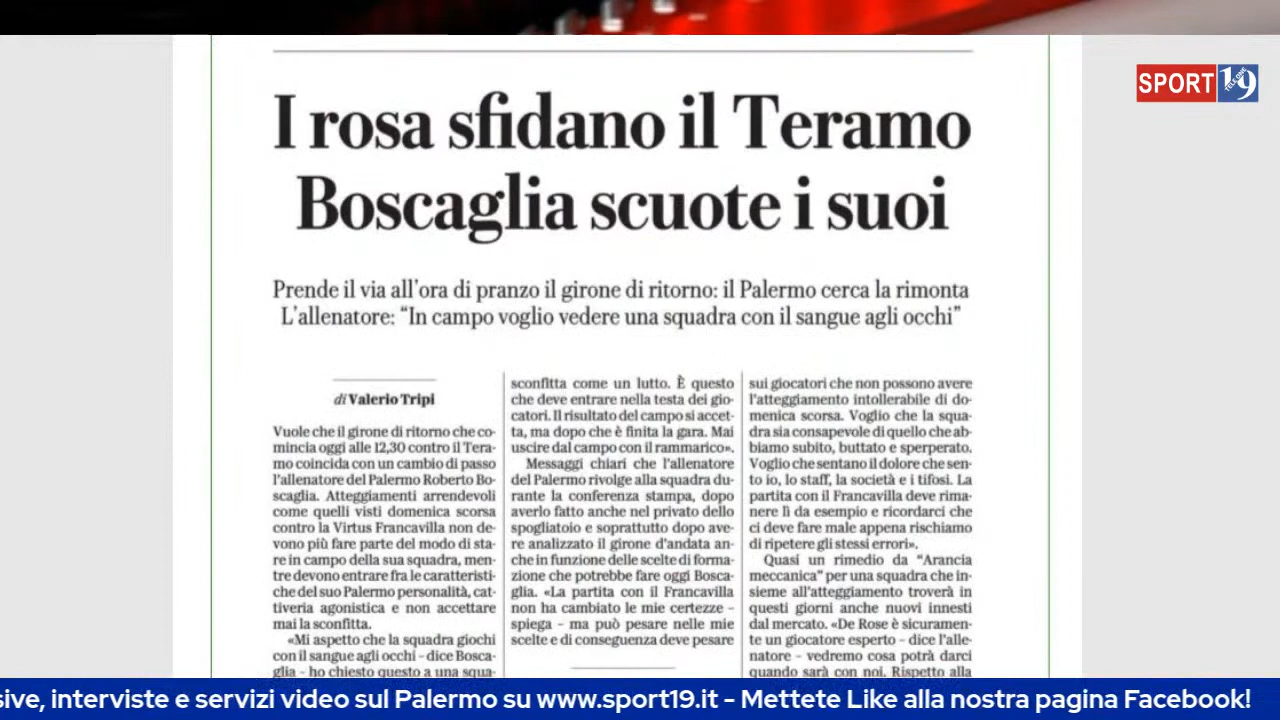 SPORT 19
I rosa sfidano il Teramo
Boscaglia scuote i suoi
Prende il via all'ora di pranzo il girone di ritorno: il Palermo cerca la rimonta
L'allenatore: “In campo voglio vedere una squadra con il sangue agli occhi”
di Valerio Tripi
Vuole che il girone di ritorno che co-
mincia oggi alle 12,30 contro il Tera-
mo coincida con un cambio di passo
l'allenatore del Palermo Roberto Bo-
scaglia. Atteggiamenti arrendevoli
come quelli visti domenica scorsa
contro la Virtus Francavilla non de-
vono più fare parte del modo di sta-
re in campo della sua squadra, men-
tre devono entrare fra le caratteristi-
che del suo Palermo personalità, cat-
tiveria agonistica e non accettare
mai la sconfitta.
«Mi aspetto che la squadra giochi
con il sangue agli occhi – dice Bosca-
glia – ho chiesto questo a una squa-
sconfitta come un lutto. È questo
che deve entrare nella testa dei gio-
catori. Il risultato del campo si accet-
ta, ma dopo che è finita la gara. Mai
uscire dal campo con il rammarico».
Messaggi chiari che l'allenatore
del Palermo rivolge alla squadra du-
rante la conferenza stampa, dopo
averlo fatto anche nel privato dello
spogliatoio e soprattutto dopo ave-
re analizzato il girone d'andata an-
che in funzione delle scelte di forma-
zione che potrebbe fare oggi Bosca-
glia. «La partita con il Francavilla
non ha cambiato le mie certezze –
spiega – ma può pesare nelle mie
scelte e di conseguenza deve pesare
sui giocatori che non possono avere
l'atteggiamento intollerabile di do-
menica scorsa. Voglio che la squa-
dra sia consapevole di quello che ab-
biamo subito, buttato e sperperato.
Voglio che sentano il dolore che sen-
to io, lo staff, la società e i tifosi. La
partita con il Francavilla deve rima-
nere lì da esempio e ricordarci che
ci deve fare male appena rischiamo
di ripetere gli stessi errori».
Quasi un rimedio da “Arancia
meccanica” per una squadra che in-
sieme all'atteggiamento troverà in
questi giorni anche nuovi innesti
dal mercato. «De Rose è sicuramen-
te un giocatore esperto – dice l'alle-
natore – vedremo cosa potrà darci
quando sarà con noi. Rispetto alla
sive, interviste e servizi video sul Palermo su www.sport19.it - Mettete Like alla nostra pagina Facebook!